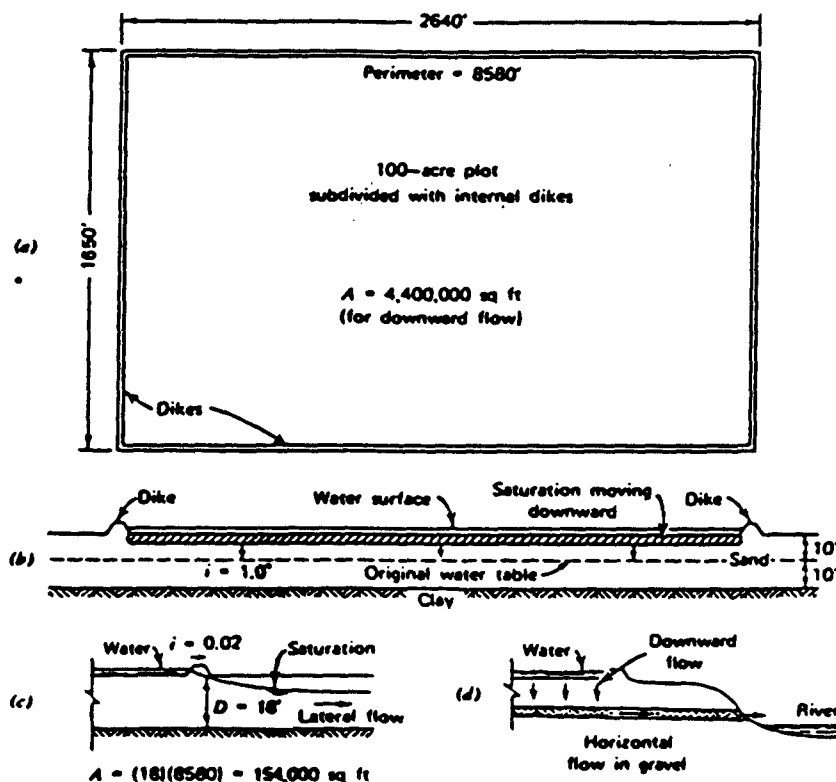 2640'
Perimeter = 8580'
100-acre plot
subdivided with internal dikes
(a)
1650'
A = 4,400,000 sq ft
(for downward flow)
Dikes
Dike
Water surface
Saturation moving
downward
Dike
(b)
i = 1.0
Original water table
Sand
10'
10'
Clay
Water
i = 0.02
Saturation
(c)
D = 18'
Lateral flow
A = (18)(8580) = 154,000 sq ft
Water
Downward
flow
(d)
River
Horizontal
flow in gravel